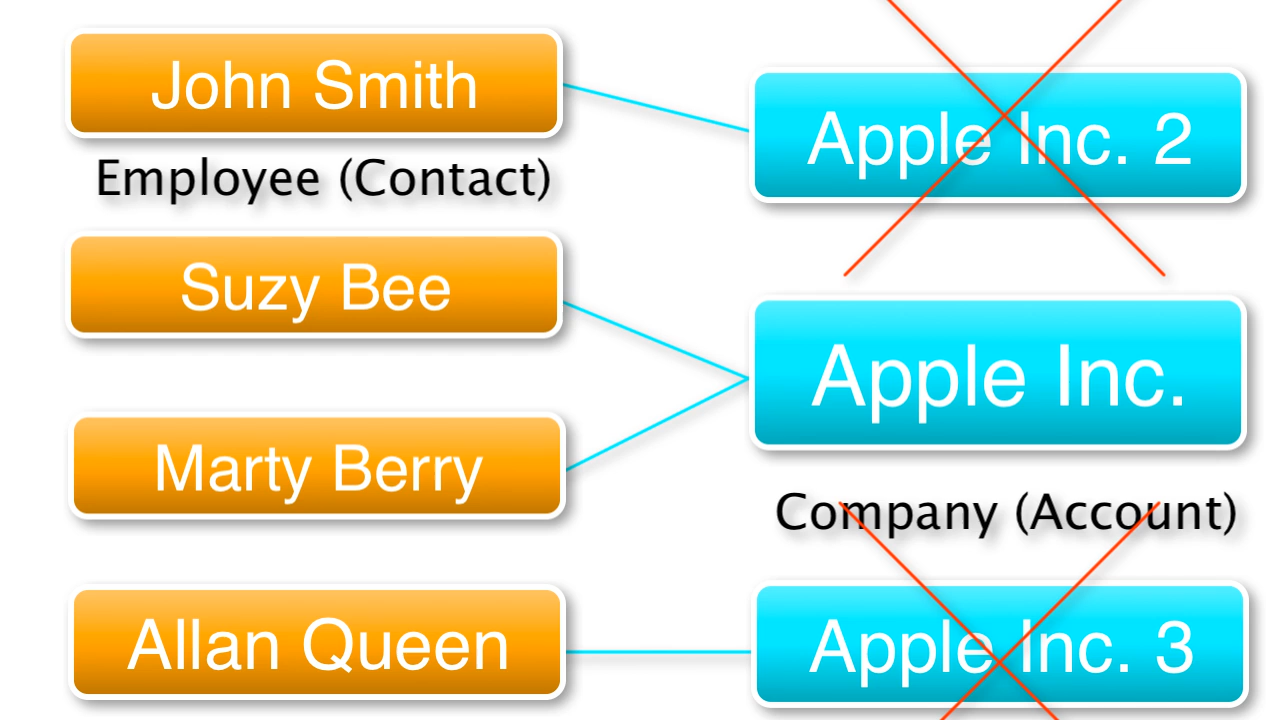 John Smith
Apple Inc. 2
Employee (Contact)
Suzy Bee
Apple Inc.
Marty Berry
Company (Account)
Allan Queen
Apple Inc. 3